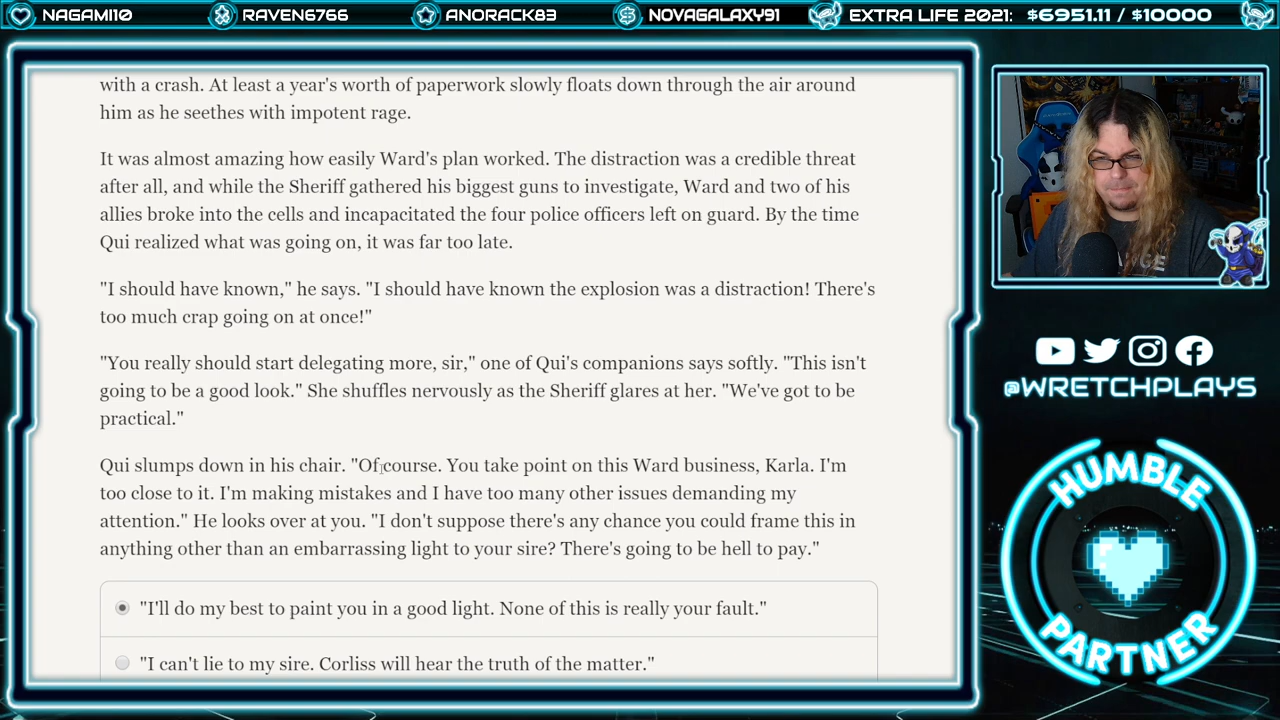 NAGAMI10 RAVEN6766 ANORACK83 NOVAGALAXY91 EXTRA LIFE 2021: $6951.11 / $10000
with a crash. At least a year's worth of paperwork slowly floats down through the air around
him as he seethes with impotent rage.
It was almost amazing how easily Ward's plan worked. The distraction was a credible threat
after all, and while the Sheriff gathered his biggest guns to investigate, Ward and two of his
allies broke into the cells and incapacitated the four police officers left on guard. By the time
Qui realized what was going on, it was far too late.
"I should have known," he says. "I should have known the explosion was a distraction! There's
too much crap going on at once!"
"You really should start delegating more, sir," one of Qui's companions says softly. "This isn't
going to be a good look." She shuffles nervously as the Sheriff glares at her. "We've got to be
practical."
Qui slumps down in his chair. "Of course. You take point on this Ward business, Karla. I'm
too close to it. I'm making mistakes and I have too many other issues demanding my
attention." He looks over at you. "I don't suppose there's any chance you could frame this in
anything other than an embarrassing light to your sire? There's going to be hell to pay."
"I'll do my best to paint you in a good light. None of this is really your fault."
"I can't lie to my sire. Corliss will hear the truth of the matter."
@WRETCHPLAYS
HUMBLE
PARTNER